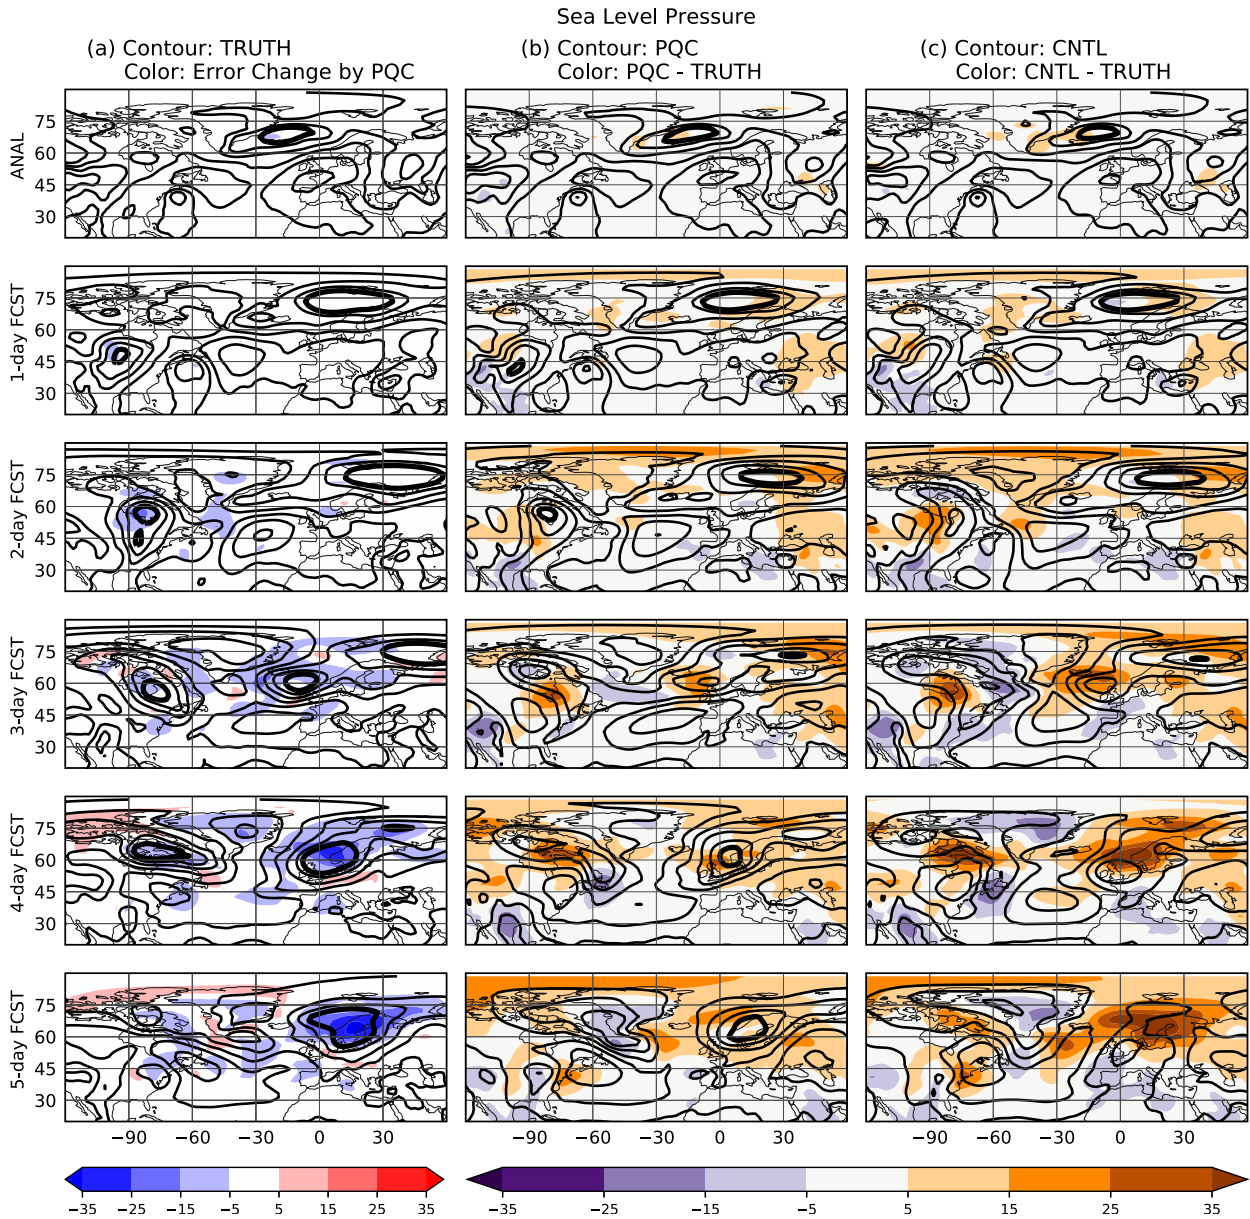 Sea Level Pressure
(a) Contour: TRUTH
Color: Error Change by PQC
(b) Contour: PQC
Color: PQC - TRUTH
(c) Contour: CNTL
Color: CNTL - TRUTH
ANAL
75
60
45
30
1-day FCST
75
60
45
30
2-day FCST
75
60
45
30
3-day FCST
75
60
45
30
4-day FCST
75
60
45
30
5-day FCST
75
60
45
30
−90 −60 −30 0 30
−90 −60 −30 0 30
−90 −60 −30 0 30
−35 −25 −15 −5 5 15 25 35
−35 −25 −15 −5 5 15 25 35